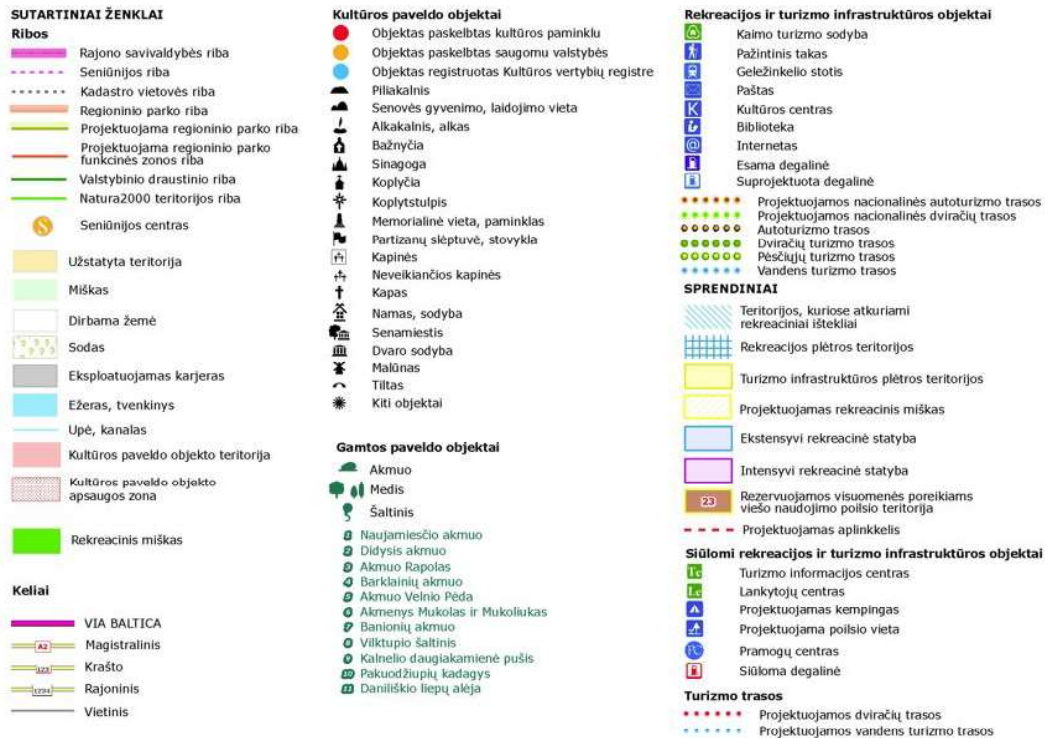 SUTARTINIAI ŽENKLAI
Ribos
Rajono savivaldybės riba
Seniūnijos riba
Kadastro vietovės riba
Regioninio parko riba
Projektuojama regioninio parko riba
Projektuojama regioninio parko
funkcinės zonos riba
Valstybinio draustinio riba
Natura2000 teritorijos riba
S
Seniūnijos centras
Užstatyta teritorija
Miškas
Dirbama žemė
Sodas
Eksploatuojamas karjeras
Ežeras, tvenkinys
Upė, kanalas
Kultūros paveldo objekto teritorija
Kultūros paveldo objekto
apsaugos zona
Rekreacinis miškas
Keliai
VIA BALTICA
A2 Magistralinis
123 Krašto
1234 Rajoninis
Vietinis
Kultūros paveldo objektai
Objektas paskelbtas kultūros paminklu
Objektas paskelbtas saugomu valstybės
Objektas registruotas Kultūros vertybių registre
Piliakalnis
Senovės gyvenimo, laidojimo vieta
Alkakalnis, alkas
Bažnyčia
Sinagoga
Koplyčia
Koplytstulpis
Memorialinė vieta, paminklas
Partizanų slėptuvė, stovykla
Kapinės
Neveikiančios kapinės
Kapas
Namas, sodyba
Senamiestis
Dvaro sodyba
Malūnas
Tiltas
Kiti objektai
Gamtos paveldo objektai
Akmuo
Medis
Šaltinis
1 Naujamiesčio akmuo
2 Didysis akmuo
3 Akmuo Rapolas
4 Barklainių akmuo
5 Akmuo Velnio Pėda
6 Akmenys Mukolas ir Mukoliukas
7 Banionių akmuo
8 Vilktupio šaltinis
9 Kalnelio daugiakamienė pušis
10 Pakuodžiupių kadagys
11 Daniliškio liepų alėja
Rekreacijos ir turizmo infrastruktūros objektai
Kaimo turizmo sodyba
Pažintinis takas
Geležinkelio stotis
Paštas
K Kultūros centras
Biblioteka
@ Internetas
Esama degalinė
Suprojektuota degalinė
Projektuojamos nacionalinės autoturizmo trasos
Projektuojamos nacionalinės dviračių trasos
Autoturizmo trasos
Dviračių turizmo trasos
Pėsčiųjų turizmo trasos
Vandens turizmo trasos
SPRENDINIAI
Teritorijos, kuriose atkuriami
rekreaciniai ištekliai
Rekreacijos plėtros teritorijos
Turizmo infrastruktūros plėtros teritorijos
Projektuojamas rekreacinis miškas
Ekstensyvi rekreacinė statyba
Intensyvi rekreacinė statyba
23
Rezervuojamos visuomenės poreikiams
viešo naudojimo poilsio teritorija
Projektuojamas aplinkkelis
Siūlomi rekreacijos ir turizmo infrastruktūros objektai
Tc Turizmo informacijos centras
Lc Lankytojų centras
Projektuojamas kempingas
Projektuojama poilsio vieta
PC Pramogų centras
Siūloma degalinė
Turizmo trasos
Projektuojamos dviračių trasos
Projektuojamos vandens turizmo trasos